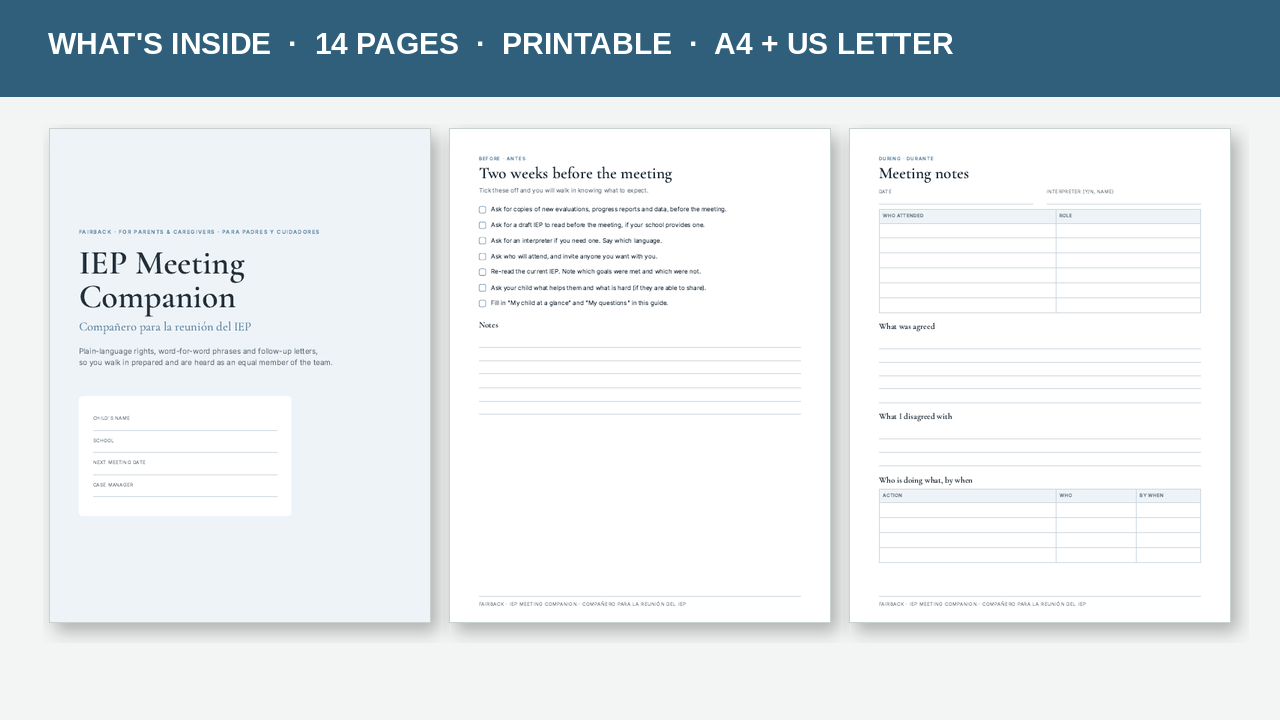 WHAT'S INSIDE · 14 PAGES · PRINTABLE · A4 + US LETTER
FAIRBACK · FOR PARENTS & CAREGIVERS · PARA PADRES Y CUIDADORES
IEP Meeting
Companion
Compañero para la reunión del IEP
Plain-language rights, word-for-word phrases and follow-up letters,
so you walk in prepared and are heard as an equal member of the team.
CHILD'S NAME
SCHOOL
NEXT MEETING DATE
CASE MANAGER
BEFORE · ANTES
Two weeks before the meeting
Tick these off and you will walk in knowing what to expect.
Ask for copies of new evaluations, progress reports and data, before the meeting.
Ask for a draft IEP to read before the meeting, if your school provides one.
Ask for an interpreter if you need one. Say which language.
Ask who will attend, and invite anyone you want with you.
Re-read the current IEP. Note which goals were met and which were not.
Ask your child what helps them and what is hard (if they are able to share).
Fill in "My child at a glance" and "My questions" in this guide.
Notes
FAIRBACK · IEP MEETING COMPANION · COMPAÑERO PARA LA REUNIÓN DEL IEP
DURING · DURANTE
Meeting notes
DATE
INTERPRETER (Y/N, NAME)
WHO ATTENDED
ROLE
What was agreed
What I disagreed with
Who is doing what, by when
ACTION
WHO
BY WHEN
FAIRBACK · IEP MEETING COMPANION · COMPAÑERO PARA LA REUNIÓN DEL IEP